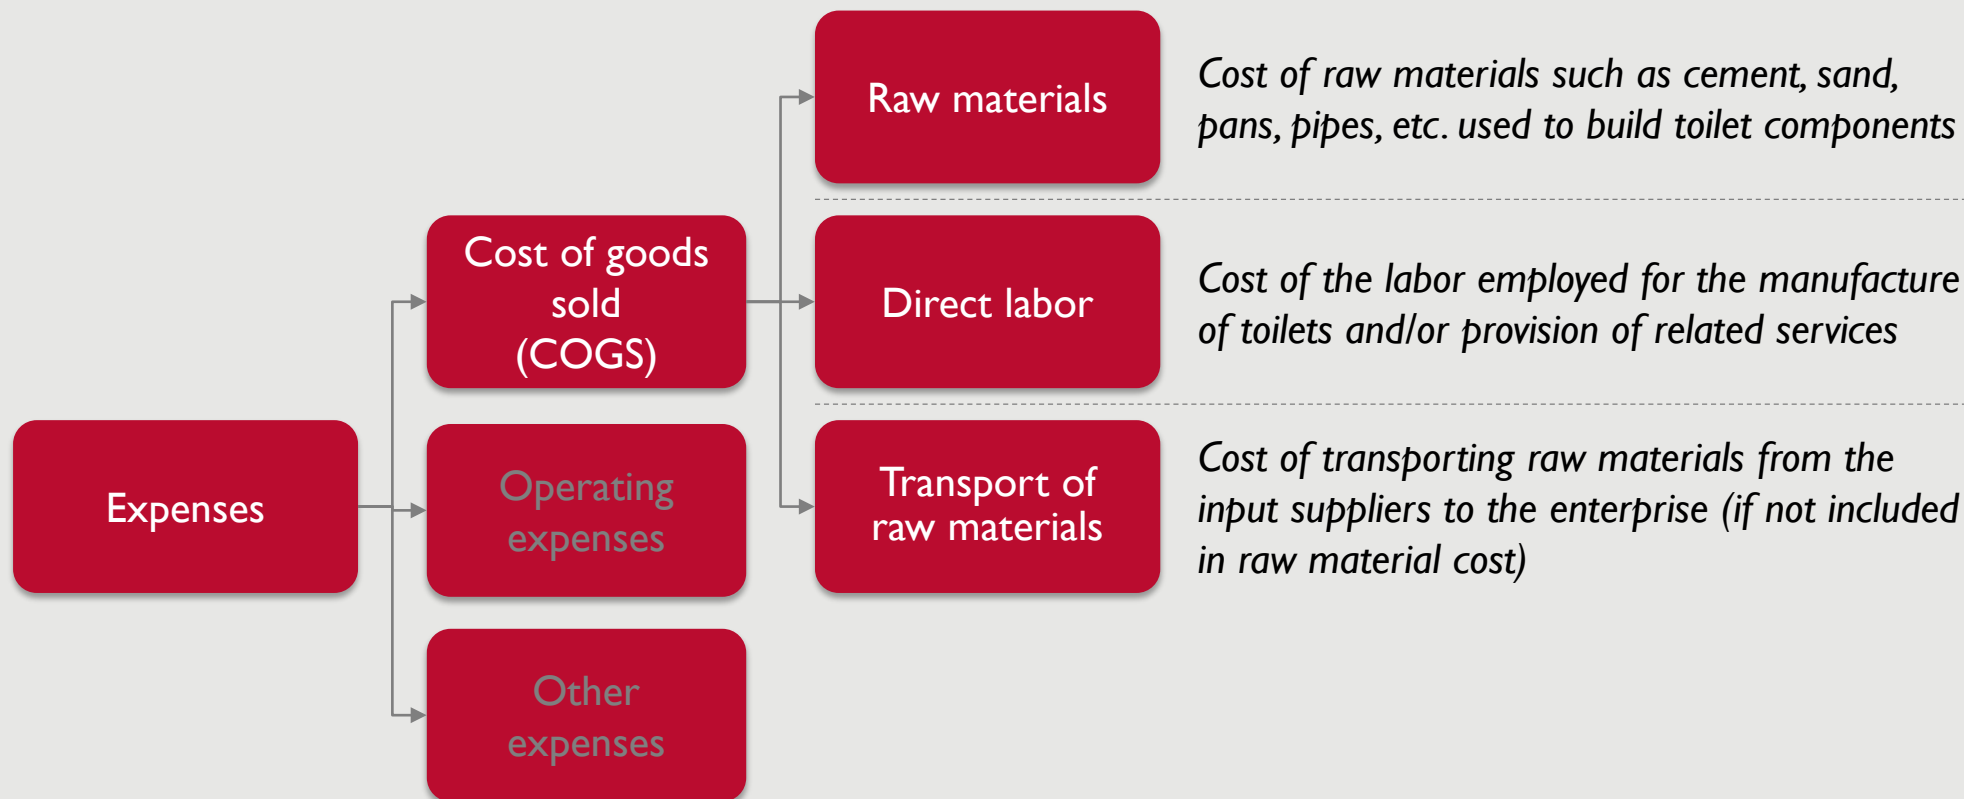 Raw materials
Cost of raw materials such as cement, sand,
pans, pipes, etc. used to build toilet components
Cost of goods
sold
(COGS)
Direct labor
Cost of the labor employed for the manufacture
of toilets and/or provision of related services
Expenses
Operating
expenses
Transport of
raw materials
Cost of transporting raw materials from the
input suppliers to the enterprise (if not included
in raw material cost)
Other
expenses